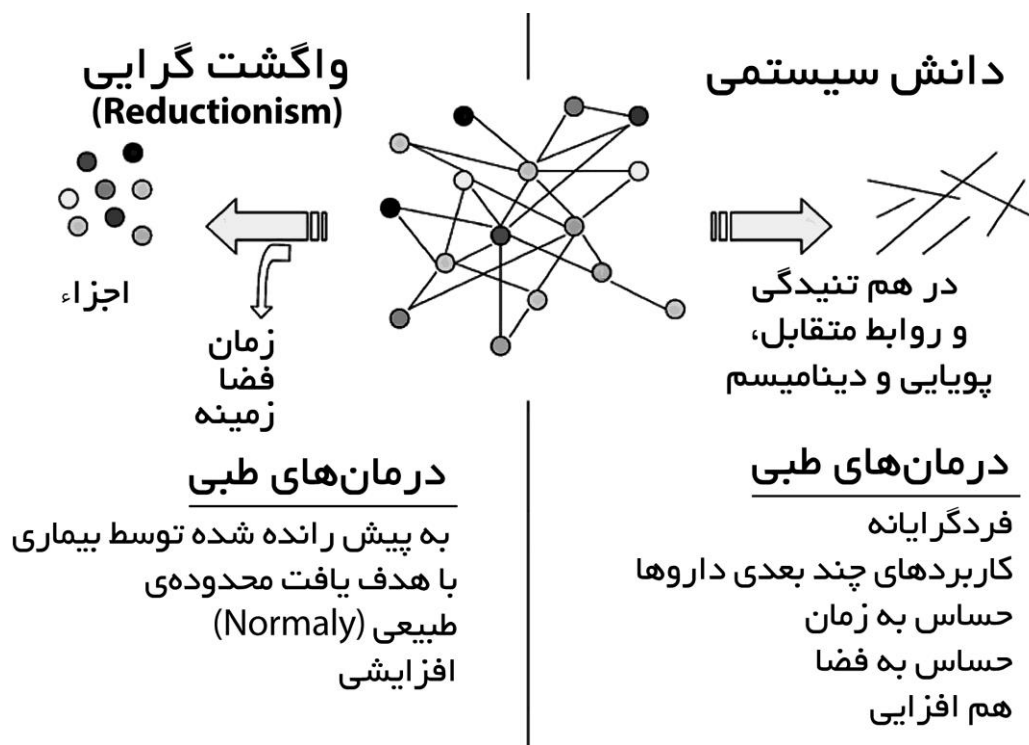 دانش سیستمی
در هم تنیدگی
و روابط متقابل،
پویایی و دینامیسم
درمان‌های طبی
فردگرایانه
کاربردهای چند بعدی داروها
حساس به زمان
حساس به فضا
هم افزایی
واگشت گرایی
(Reductionism)
اجزاء
زمان
فضا
زمینه
درمان‌های طبی
به پیش رانده شده توسط بیماری
با هدف یافت محدوده‌ی
طبیعی (Normaly)
افزایشی